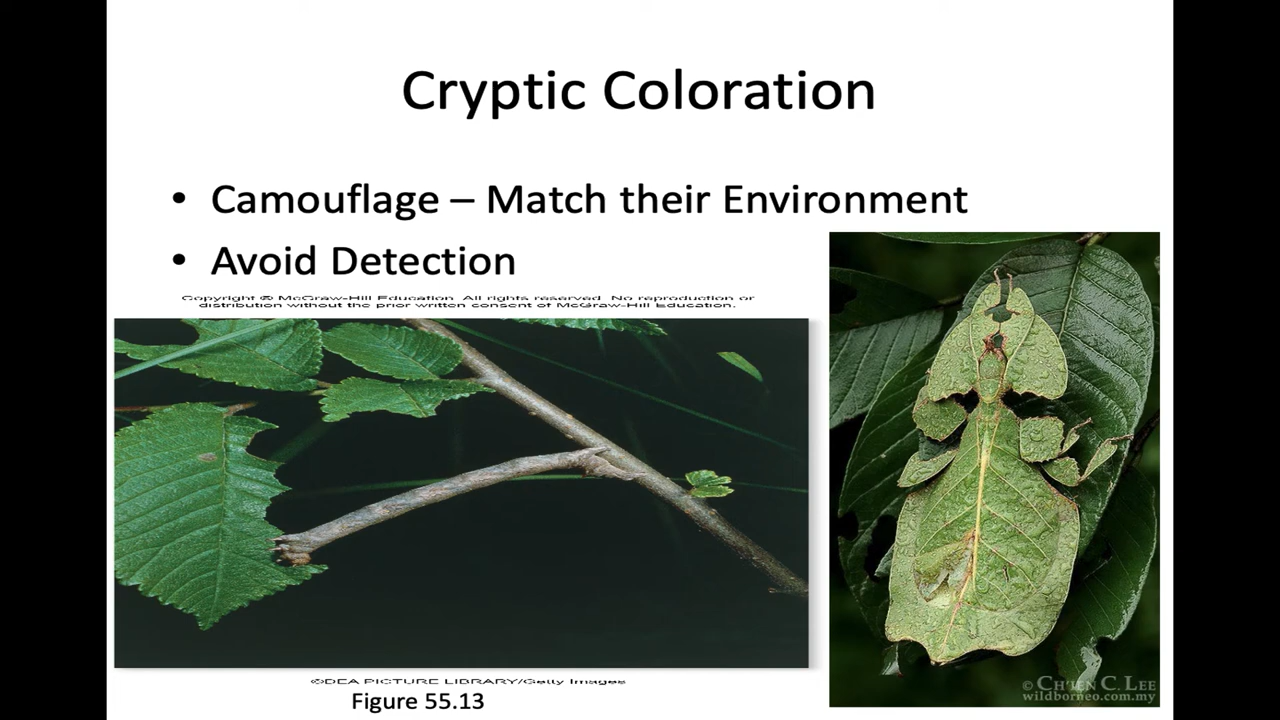 Cryptic Coloration
• Camouflage – Match their Environment
• Avoid Detection
Copyright © McGraw-Hill Education. All rights reserved. No reproduction or
distribution without the prior written consent of McGraw-Hill Education.
©DEA PICTURE LIBRARY/Getty Images
Figure 55.13
© CH'IEN C. LEE
wildborneo.com.my